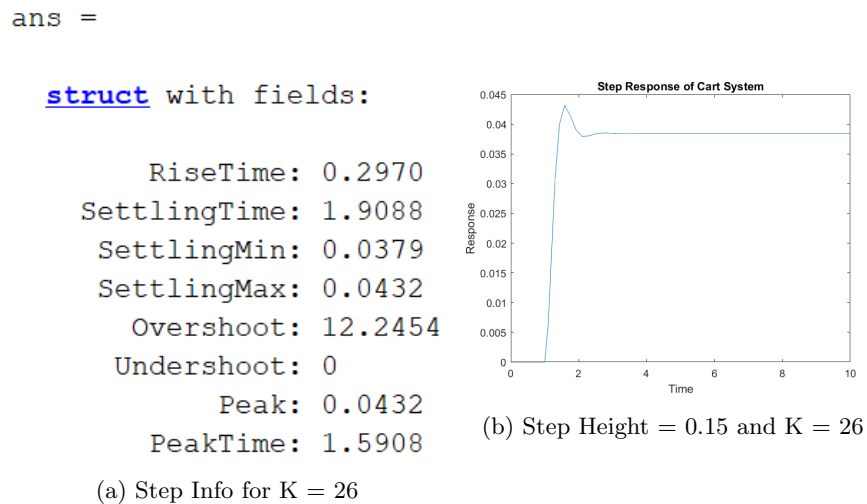 ans =
struct with fields:
RiseTime: 0.2970
SettlingTime: 1.9088
SettlingMin: 0.0379
SettlingMax: 0.0432
Overshoot: 12.2454
Undershoot: 0
Peak: 0.0432
PeakTime: 1.5908
(a) Step Info for K = 26
Step Response of Cart System
0.045
0.04
0.035
0.03
0.025
0.02
0.015
0.01
0.005
0
Response
0 2 4 6 8 10
Time
(b) Step Height = 0.15 and K = 26